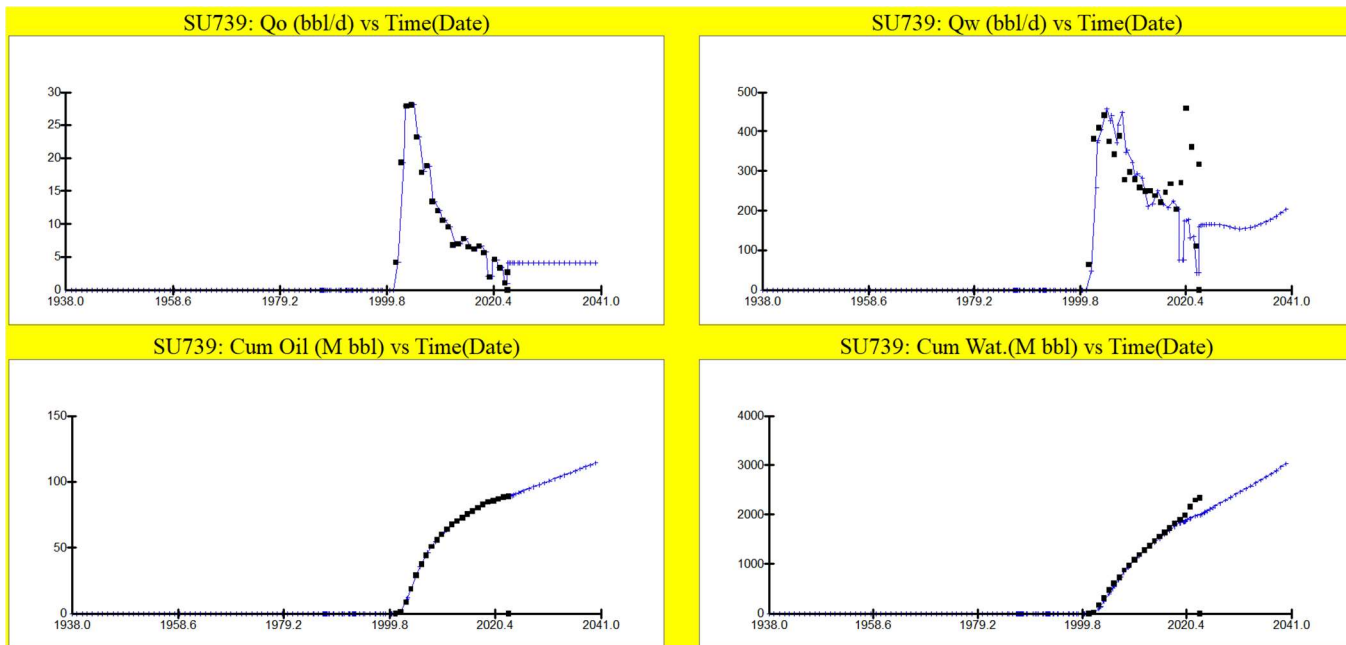 SU739: Qo (bbl/d) vs Time(Date)
30
25
20
15
10
5
0
1938.0 1958.6 1979.2 1999.8 2020.4 2041.0
SU739: Qw (bbl/d) vs Time(Date)
500
400
300
200
100
0
1938.0 1958.6 1979.2 1999.8 2020.4 2041.0
SU739: Cum Oil (M bbl) vs Time(Date)
150
100
50
0
1938.0 1958.6 1979.2 1999.8 2020.4 2041.0
SU739: Cum Wat.(M bbl) vs Time(Date)
4000
3000
2000
1000
0
1938.0 1958.6 1979.2 1999.8 2020.4 2041.0